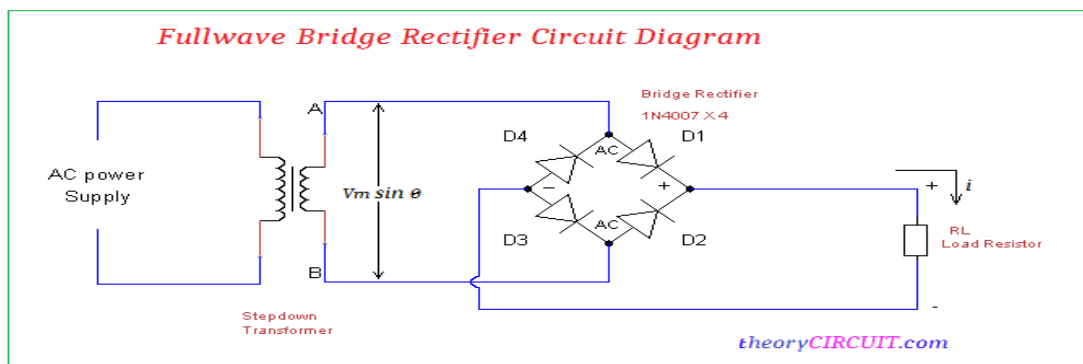 Fullwave Bridge Rectifier Circuit Diagram
Bridge Rectifier
1N4007 X 4
A
D4
D1
AC
AC power
Supply
Vm sin θ
−
+
+
i
AC
D3
D2
RL
Load Resistor
B
-
Stepdown
Transformer
theoryCIRCUIT.com